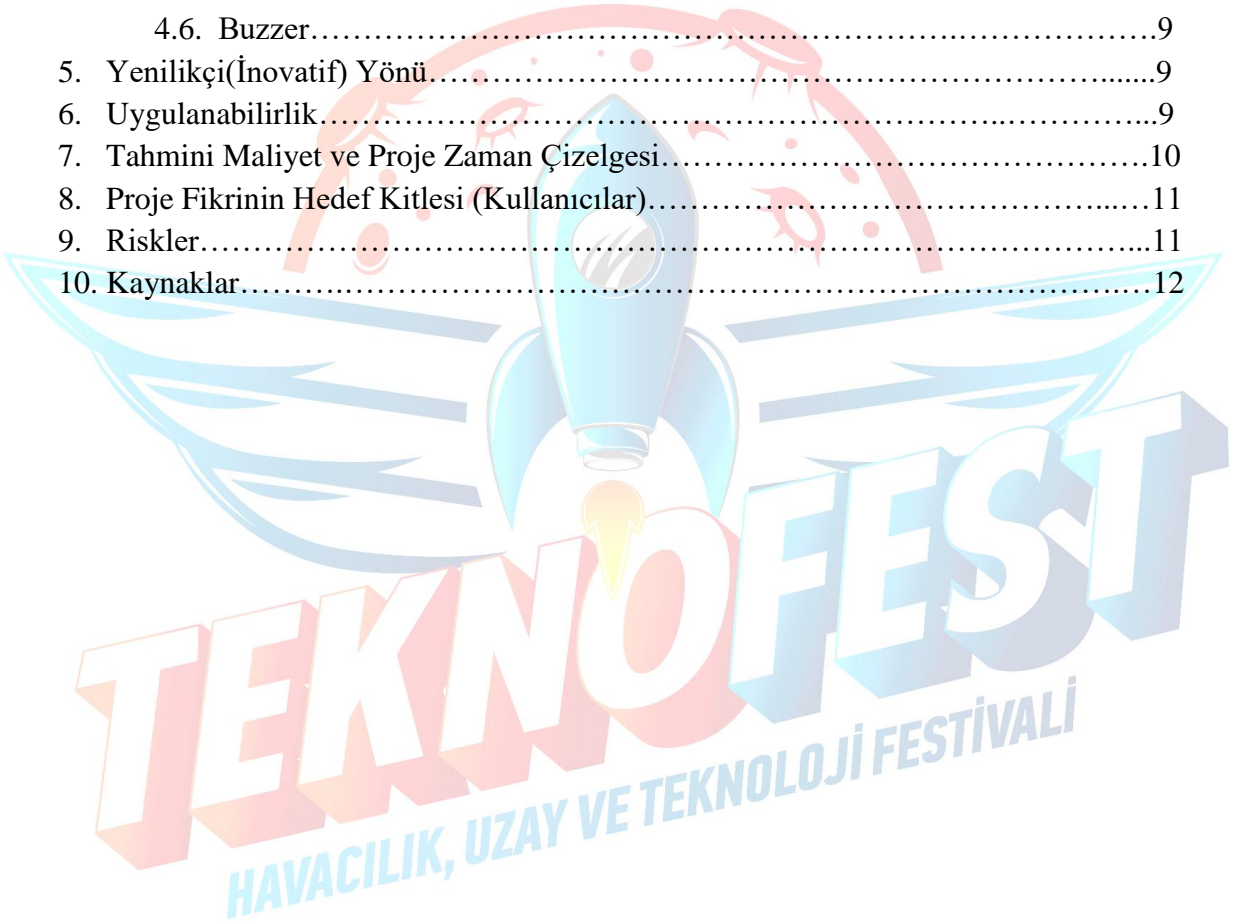 4.6. Buzzer……………………………………………………….…………………9
5. Yenilikçi(İnovatif) Yönü…………………………………………………….......9
6. Uygulanabilirlik…………………………………………………………...…………...9
7. Tahmini Maliyet ve Proje Zaman Çizelgesi………………………………………….10
8. Proje Fikrinin Hedef Kitlesi (Kullanıcılar)…………………………………...…11
9. Riskler……………………………………………………………………………...11
10. Kaynaklar……….………………………………………………………………….…12
TEKNOFEST
HAVACILIK, UZAY VE TEKNOLOJİ FESTİVALİ